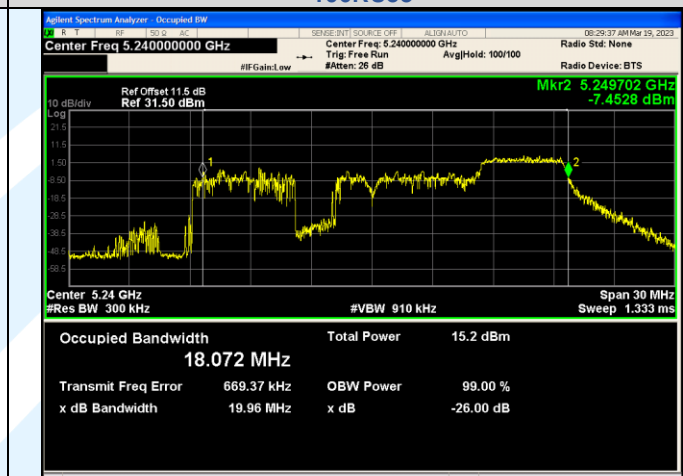 Agilent Spectrum Analyzer - Occupied BW
R T RF 50 Ω AC SENSE:INT SOURCE OFF ALIGNAUTO 08:29:37 AM Mar 19, 2023
Center Freq 5.240000000 GHz Center Freq: 5.240000000 GHz Radio Std: None
Trig: Free Run Avg|Hold: 100/100
#IFGain:Low #Atten: 26 dB Radio Device: BTS
Ref Offset 11.5 dB Mkr2 5.249702 GHz
10 dB/div Ref 31.50 dBm -7.4528 dBm
Log
21.5
11.5
1.50
-8.50
-18.5
-28.5
-38.5
-48.5
-58.5
1
2
Center 5.24 GHz Span 30 MHz
#Res BW 300 kHz #VBW 910 kHz Sweep 1.333 ms
Occupied Bandwidth Total Power 15.2 dBm
18.072 MHz
Transmit Freq Error 669.37 kHz OBW Power 99.00 %
x dB Bandwidth 19.96 MHz x dB -26.00 dB